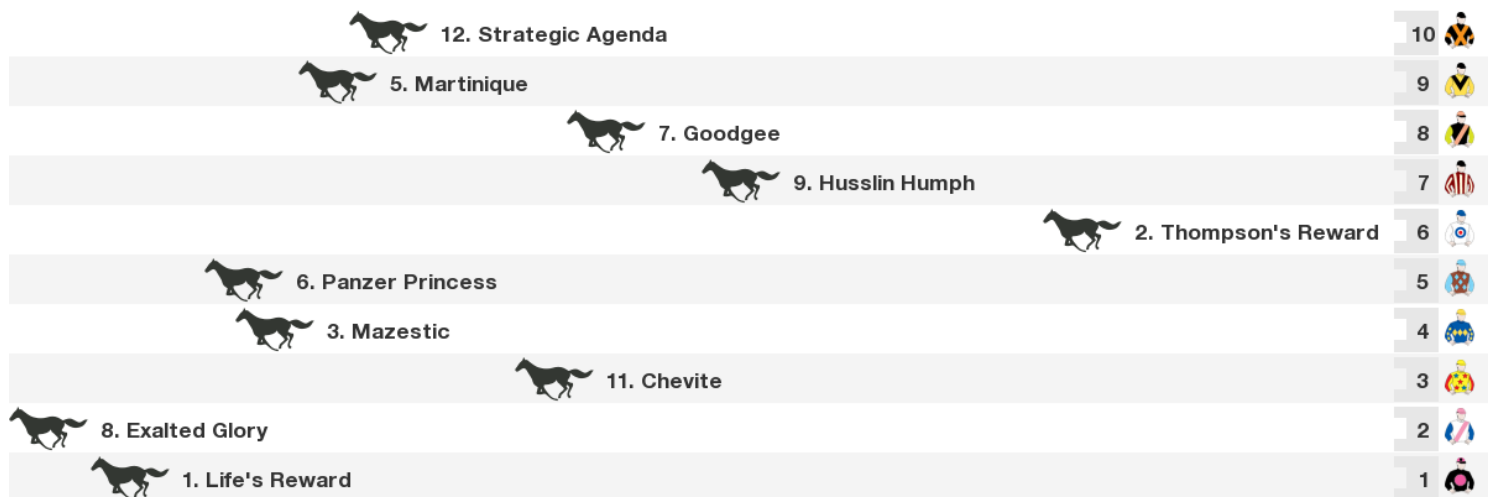 12. Strategic Agenda 10
5. Martinique 9
7. Goodgee 8
9. Husslin Humph 7
2. Thompson's Reward 6
6. Panzer Princess 5
3. Mazestic 4
11. Chevite 3
8. Exalted Glory 2
1. Life's Reward 1